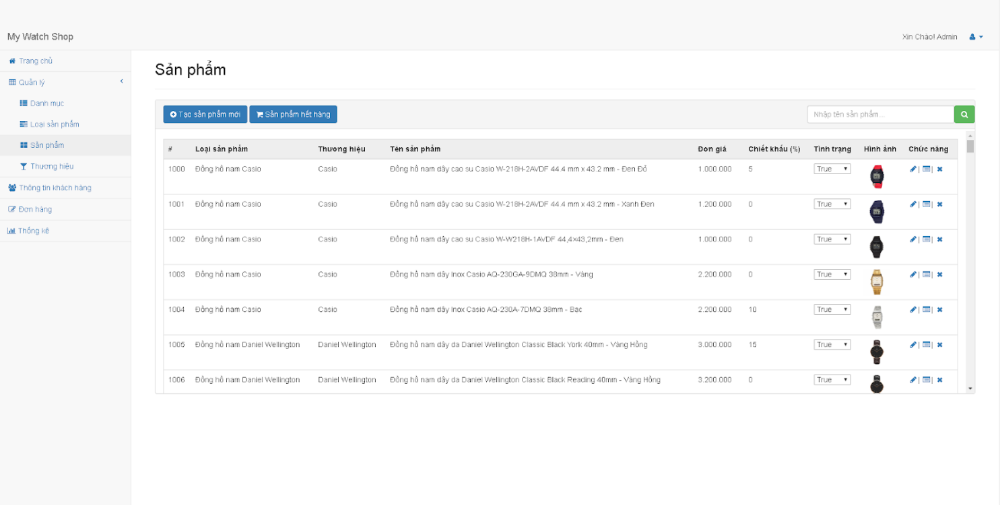 My Watch Shop
Xin Chào! Admin
Trang chủ
Quản lý
Danh mục
Loại sản phẩm
Sản phẩm
Thương hiệu
Thông tin khách hàng
Đơn hàng
Thống kê
Sản phẩm
Tạo sản phẩm mới Sản phẩm hết hàng Nhập tên sản phẩm...
# Loại sản phẩm Thương hiệu Tên sản phẩm Đơn giá Chiết khấu (%) Tình trạng Hình ảnh Chức năng
1000 Đồng hồ nam Casio Casio Đồng hồ nam dây cao su Casio W-218H-2AVDF 44.4 mm x 43.2 mm - Đen Đỏ 1.000.000 5 True | |
1001 Đồng hồ nam Casio Casio Đồng hồ nam dây cao su Casio W-218H-2AVDF 44.4 mm x 43.2 mm - Xanh Đen 1.200.000 0 True | |
1002 Đồng hồ nam Casio Casio Đồng hồ nam dây cao su Casio W-W218H-1AVDF 44,4×43,2mm - Đen 1.000.000 0 True | |
1003 Đồng hồ nam Casio Casio Đồng hồ nam dây Inox Casio AQ-230GA-9DMQ 38mm - Vàng 2.200.000 0 True | |
1004 Đồng hồ nam Casio Casio Đồng hồ nam dây Inox Casio AQ-230A-7DMQ 38mm - Bạc 2.200.000 10 True | |
1005 Đồng hồ nam Daniel Wellington Daniel Wellington Đồng hồ nam dây da Daniel Wellington Classic Black York 40mm - Vàng Hồng 3.000.000 15 True | |
1006 Đồng hồ nam Daniel Wellington Daniel Wellington Đồng hồ nam dây da Daniel Wellington Classic Black Reading 40mm - Vàng Hồng 3.200.000 0 True | |